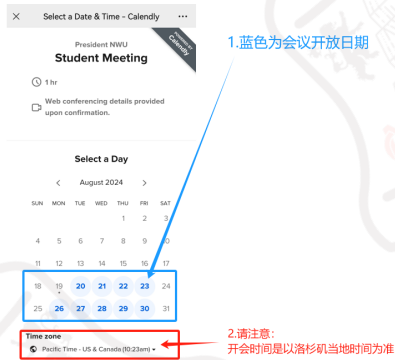 Select a Date & Time – Calendly
POWERED BY
Calendly
President NWU
Student Meeting
1 hr
Web conferencing details provided
upon confirmation.
Select a Day
August 2024
SUN MON TUE WED THU FRI SAT
1 2 3
4 5 6 7 8 9 10
11 12 13 14 15 16 17
18 19 20 21 22 23 24
25 26 27 28 29 30 31
Time zone
Pacific Time - US & Canada (10:23am)
1.蓝色为会议开放日期
2.请注意：
开会时间是以洛杉矶当地时间为准